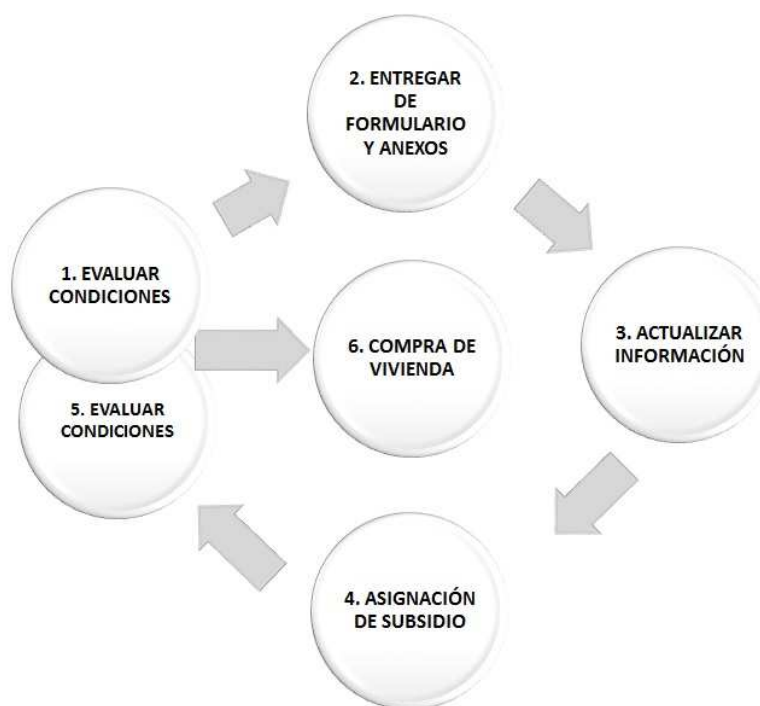 1. EVALUAR
CONDICIONES
2. ENTREGAR
DE
FORMULARIO
Y ANEXOS
3. ACTUALIZAR
INFORMACIÓN
4. ASIGNACIÓN
DE SUBSIDIO
5. EVALUAR
CONDICIONES
6. COMPRA DE
VIVIENDA